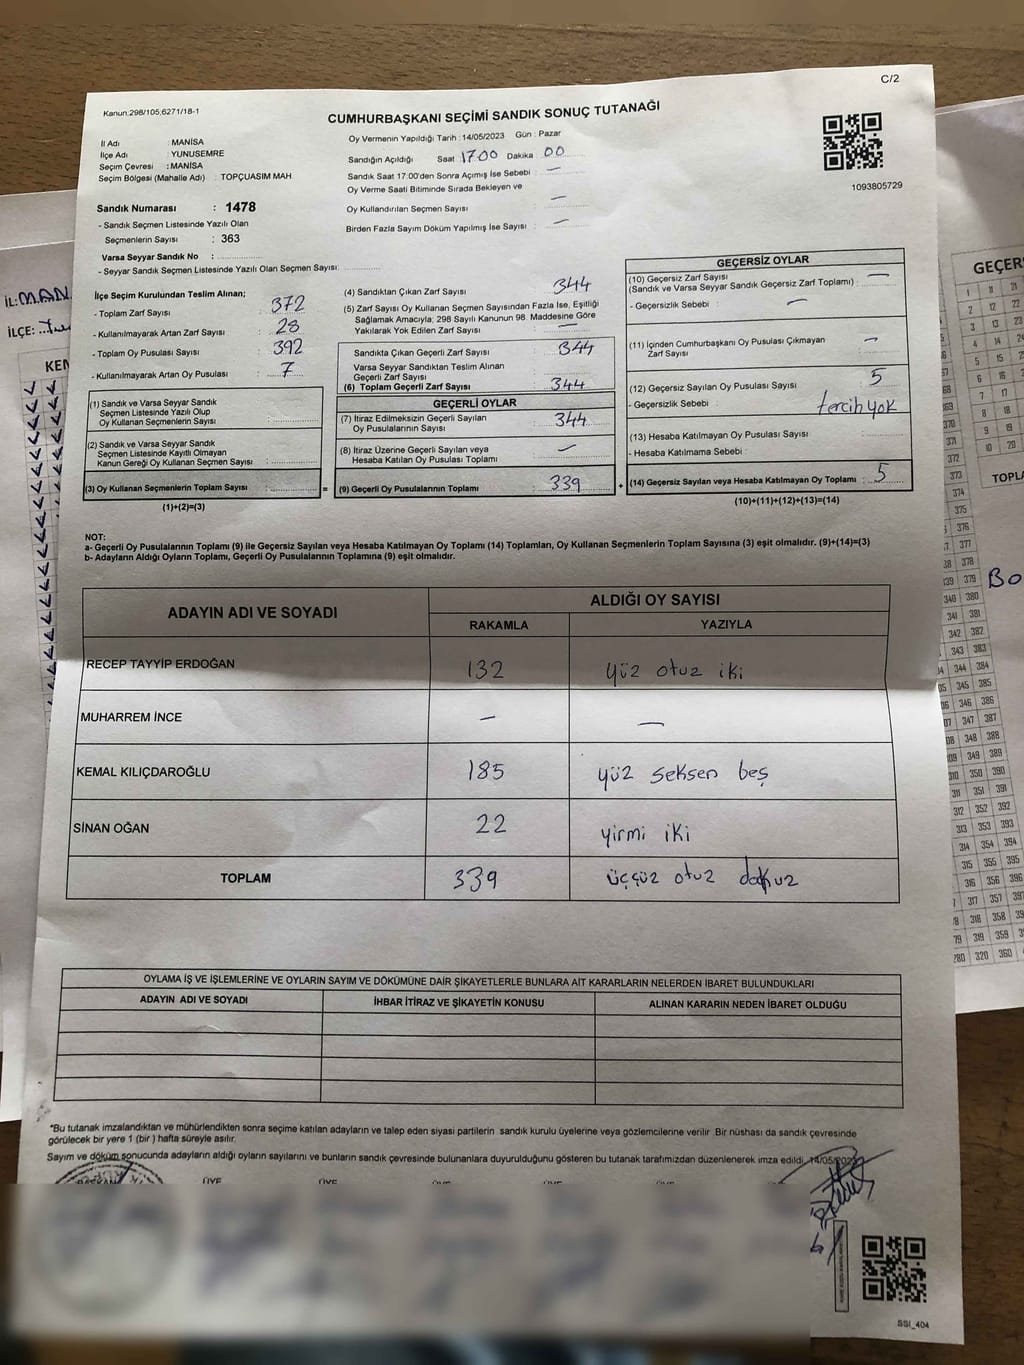 C/2
Kanun:298/105;6271/18-1
CUMHURBAŞKANI SEÇİMİ SANDIK SONUÇ TUTANAĞI
İl Adı : MANİSA
İlçe Adı : YUNUSEMRE
Seçim Çevresi : MANİSA
Seçim Bölgesi (Mahalle Adı) : TOPÇUASIM MAH
Sandık Numarası : 1478
- Sandık Seçmen Listesinde Yazılı Olan
Seçmenlerin Sayısı : 363
Varsa Seyyar Sandık No :
- Seyyar Sandık Seçmen Listesinde Yazılı Olan Seçmen Sayısı:
Oy Vermenin Yapıldığı Tarih : 14/05/2023 Gün : Pazar
Sandığın Açıldığı Saat 17:00 Dakika 00
Sandık Saat 17:00'den Sonra Açımış İse Sebebi : —
Oy Verme Saati Bitiminde Sırada Bekleyen ve
Oy Kullandırılan Seçmen Sayısı : —
Birden Fazla Sayım Döküm Yapılmış İse Sayısı : —
1093805729
İlçe Seçim Kurulundan Teslim Alınan;
- Toplam Zarf Sayısı : 372
- Kullanılmayarak Artan Zarf Sayısı : 28
- Toplam Oy Pusulası Sayısı : 392
- Kullanılmayarak Artan Oy Pusulası : 7
(1) Sandık ve Varsa Seyyar Sandık
Seçmen Listesinde Yazılı Olup
Oy Kullanan Seçmenlerin Sayısı :
(2) Sandık ve Varsa Seyyar Sandık
Seçmen Listesinde Kayıtlı Olmayan
Kanun Gereği Oy Kullanan Seçmen Sayısı :
(3) Oy Kullanan Seçmenlerin Toplam Sayısı : =
(1)+(2)=(3)
(4) Sandıktan Çıkan Zarf Sayısı : 344
(5) Zarf Sayısı Oy Kullanan Seçmen Sayısından Fazla İse, Eşitliği
Sağlamak Amacıyla; 298 Sayılı Kanunun 98. Maddesine Göre
Yakılarak Yok Edilen Zarf Sayısı : —
Sandıkta Çıkan Geçerli Zarf Sayısı : 344
Varsa Seyyar Sandıktan Teslim Alınan
Geçerli Zarf Sayısı :
(6) Toplam Geçerli Zarf Sayısı : 344
GEÇERLİ OYLAR
(7) İtiraz Edilmeksizin Geçerli Sayılan
Oy Pusulalarının Sayısı : 344
(8) İtiraz Üzerine Geçerli Sayılan veya
Hesaba Katılan Oy Pusulası Toplamı : —
(9) Geçerli Oy Pusulalarının Toplamı : 339 +
GEÇERSİZ OYLAR
(10) Geçersiz Zarf Sayısı —
(Sandık ve Varsa Seyyar Sandık Geçersiz Zarf Toplamı) :
- Geçersizlik Sebebi : —
(11) İçinden Cumhurbaşkanı Oy Pusulası Çıkmayan
Zarf Sayısı : —
(12) Geçersiz Sayılan Oy Pusulası Sayısı : 5
- Geçersizlik Sebebi : tercih yok
(13) Hesaba Katılmayan Oy Pusulası Sayısı :
- Hesaba Katılmama Sebebi :
(14) Geçersiz Sayılan veya Hesaba Katılmayan Oy Toplamı : 5
(10)+(11)+(12)+(13)=(14)
NOT:
a- Geçerli Oy Pusulalarının Toplamı (9) ile Geçersiz Sayılan veya Hesaba Katılmayan Oy Toplamı (14) Toplamları, Oy Kullanan Seçmenlerin Toplam Sayısına (3) eşit olmalıdır. (9)+(14)=(3)
b- Adayların Aldığı Oyların Toplamı, Geçerli Oy Pusulalarının Toplamına (9) eşit olmalıdır.
ADAYIN ADI VE SOYADI
ALDIĞI OY SAYISI
RAKAMLA YAZIYLA
RECEP TAYYİP ERDOĞAN 132 yüz otuz iki
MUHARREM İNCE — —
KEMAL KILIÇDAROĞLU 185 yüz seksen beş
SİNAN OĞAN 22 yirmi iki
TOPLAM 339 üççüz otuz dokuz
OYLAMA İŞ VE İŞLEMLERİNE VE OYLARIN SAYIM VE DÖKÜMÜNE DAİR ŞİKAYETLERLE BUNLARA AİT KARARLARIN NELERDEN İBARET BULUNDUKLARI
ADAYIN ADI VE SOYADI İHBAR İTİRAZ VE ŞİKAYETİN KONUSU ALINAN KARARIN NEDEN İBARET OLDUĞU
*Bu tutanak imzalandıktan ve mühürlendikten sonra seçime katılan adayların ve talep eden siyasi partilerin sandık kurulu üyelerine veya gözlemcilerine verilir. Bir nüshası da sandık çevresinde
görülecek bir yere 1 (bir ) hafta süreyle asılır.
Sayım ve döküm sonucunda adayların aldığı oyların sayılarını ve bunların sandık çevresinde bulunanlara duyurulduğunu gösteren bu tutanak tarafımızdan düzenlenerek imza edildi. 14/05/2023
BAŞKAN ÜYE ÜYE ÜYE ÜYE ÜYE
SSI_404
İL: MAN
İLÇE:
KEN
GEÇER
TOPL
BO